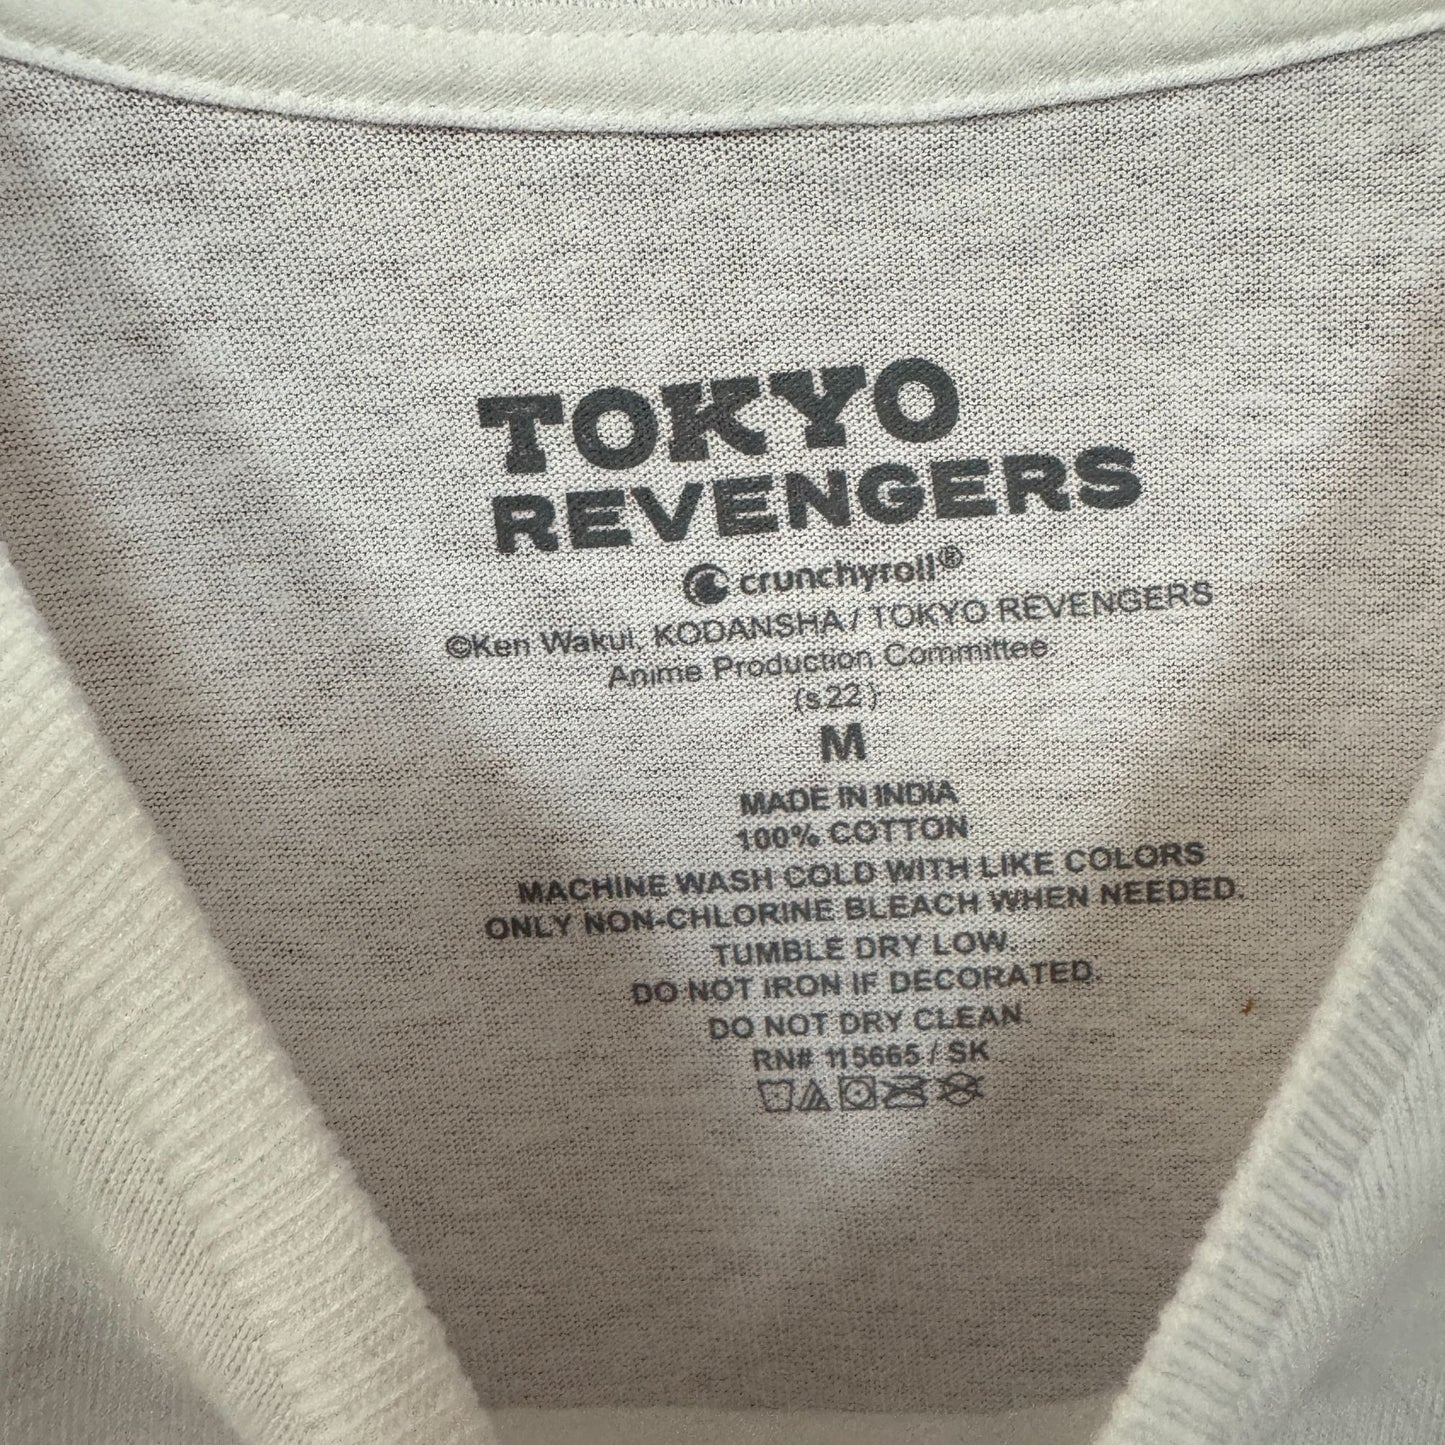 TOKYO
REVENGERS
crunchyroll®
©Ken Wakui, KODANSHA / TOKYO REVENGERS
Anime Production Committee.
(s22)
M
MADE IN INDIA
100% COTTON
MACHINE WASH COLD WITH LIKE COLORS
ONLY NON-CHLORINE BLEACH WHEN NEEDED.
TUMBLE DRY LOW.
DO NOT IRON IF DECORATED.
DO NOT DRY CLEAN.
RN# 115665 / SK